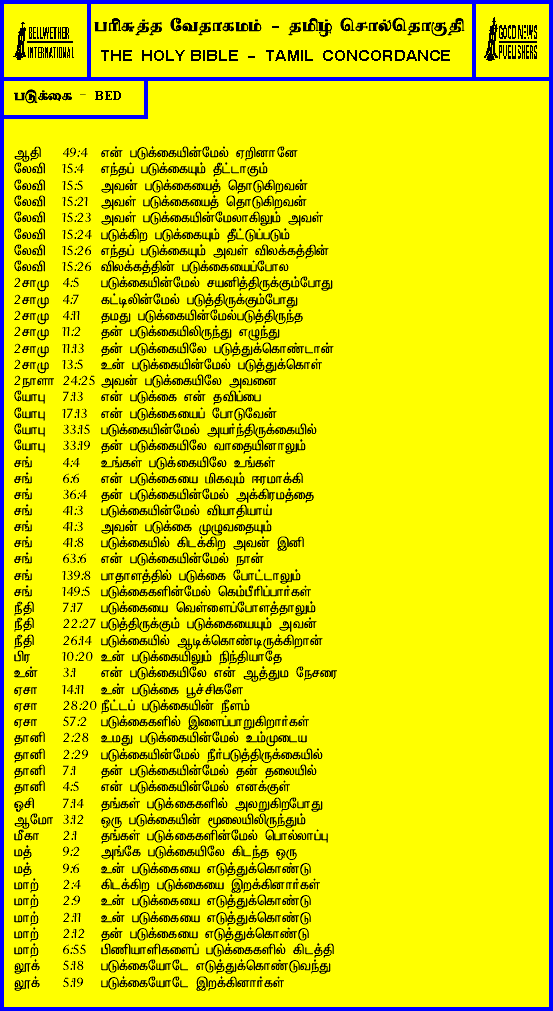 BELLWETHER
INTERNATIONAL
பரிசுத்த வேதாகமம் - தமிழ் சொல்தொகுதி
THE HOLY BIBLE - TAMIL CONCORDANCE
GOOD NEWS
PUBLISHERS
படுக்கை - BED
ஆதி 49:4 என் படுக்கையின்மேல் ஏறினானே
லேவி 15:4 எந்தப் படுக்கையும் தீட்டாகும்
லேவி 15:5 அவன் படுக்கையைத் தொடுகிறவன்
லேவி 15:21 அவள் படுக்கையைத் தொடுகிறவன்
லேவி 15:23 அவள் படுக்கையின்மேலாகிலும் அவள்
லேவி 15:24 படுக்கிற படுக்கையும் தீட்டுப்படும்
லேவி 15:26 எந்தப் படுக்கையும் அவள் விலக்கத்தின்
லேவி 15:26 விலக்கத்தின் படுக்கையைப்போல
2சாமு 4:5 படுக்கையின்மேல் சயனித்திருக்கும்போது
2சாமு 4:7 கட்டிலின்மேல் படுத்திருக்கும்போது
2சாமு 4:11 தமது படுக்கையின்மேல்படுத்திருந்த
2சாமு 11:2 தன் படுக்கையிலிருந்து எழுந்து
2சாமு 11:13 தன் படுக்கையிலே படுத்துக்கொண்டான்
2சாமு 13:5 உன் படுக்கையின்மேல் படுத்துக்கொள்
2நாளா 24:25 அவன் படுக்கையிலே அவனை
யோபு 7:13 என் படுக்கை என் தவிப்பை
யோபு 17:13 என் படுக்கையைப் போடுவேன்
யோபு 33:15 படுக்கையின்மேல் அயர்ந்திருக்கையில்
யோபு 33:19 தன் படுக்கையிலே வாதையினாலும்
சங் 4:4 உங்கள் படுக்கையிலே உங்கள்
சங் 6:6 என் படுக்கையை மிகவும் ஈரமாக்கி
சங் 36:4 தன் படுக்கையின்மேல் அக்கிரமத்தை
சங் 41:3 படுக்கையின்மேல் வியாதியாய்
சங் 41:3 அவன் படுக்கை முழுவதையும்
சங் 41:8 படுக்கையில் கிடக்கிற அவன் இனி
சங் 63:6 என் படுக்கையின்மேல் நான்
சங் 139:8 பாதாளத்தில் படுக்கை போட்டாலும்
சங் 149:5 படுக்கைகளின்மேல் கெம்பீரிப்பார்கள்
நீதி 7:17 படுக்கையை வெள்ளைப்போளத்தாலும்
நீதி 22:27 படுத்திருக்கும் படுக்கையையும் அவன்
நீதி 26:14 படுக்கையில் ஆடிக்கொண்டிருக்கிறான்
பிர 10:20 உன் படுக்கையிலும் நிந்தியாதே
உன் 3:1 என் படுக்கையிலே என் ஆத்தும நேசரை
ஏசா 14:11 உன் படுக்கை பூச்சிகளே
ஏசா 28:20 நீட்டப் படுக்கையின் நீளம்
ஏசா 57:2 படுக்கைகளில் இளைப்பாறுகிறார்கள்
தானி 2:28 உமது படுக்கையின்மேல் உம்முடைய
தானி 2:29 படுக்கையின்மேல் நீர்படுத்திருக்கையில்
தானி 7:1 தன் படுக்கையின்மேல் தன் தலையில்
தானி 4:5 என் படுக்கையின்மேல் எனக்குள்
ஓசி 7:14 தங்கள் படுக்கைகளில் அலறுகிறபோது
ஆமோ 3:12 ஒரு படுக்கையின் மூலையிலிருந்தும்
மீகா 2:1 தங்கள் படுக்கைகளின்மேல் பொல்லாப்பு
மத் 9:2 அங்கே படுக்கையிலே கிடந்த ஒரு
மத் 9:6 உன் படுக்கையை எடுத்துக்கொண்டு
மாற் 2:4 கிடக்கிற படுக்கையை இறக்கினார்கள்
மாற் 2:9 உன் படுக்கையை எடுத்துக்கொண்டு
மாற் 2:11 உன் படுக்கையை எடுத்துக்கொண்டு
மாற் 2:12 தன் படுக்கையை எடுத்துக்கொண்டு
மாற் 6:55 பிணியாளிகளைப் படுக்கைகளில் கிடத்தி
லூக் 5:18 படுக்கையோடே எடுத்துக்கொண்டுவந்து
லூக் 5:19 படுக்கையோடே இறக்கினார்கள்